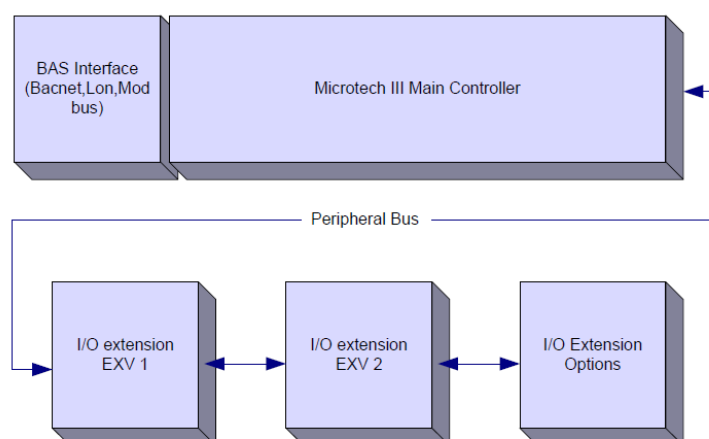 BAS Interface
(Bacnet,Lon,Mod
bus)
Microtech III Main Controller
Peripheral Bus
I/O extension
EXV 1
I/O extension
EXV 2
I/O Extension
Options